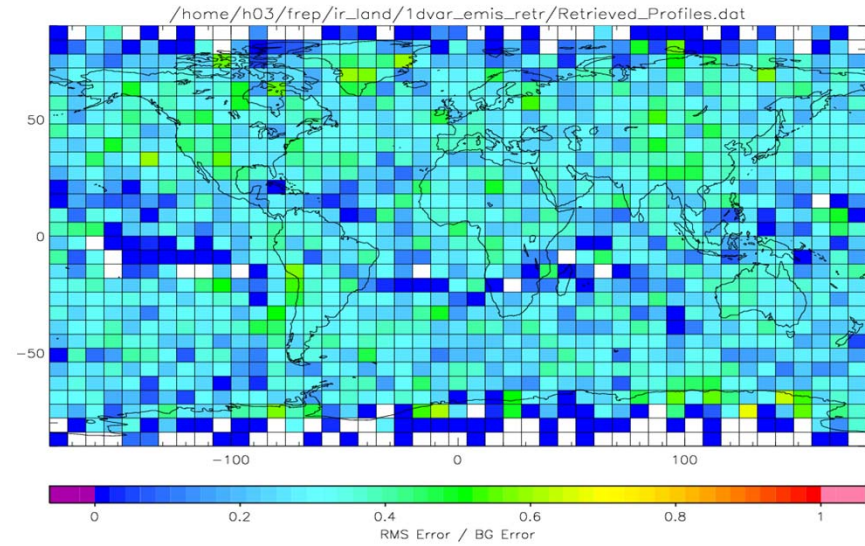 /home/h03/frep/ir_land/1dvar_emis_retr/Retrieved_Profiles.dat
50
0
-50
-100 0 100
0 0.2 0.4 0.6 0.8 1
RMS Error / BG Error